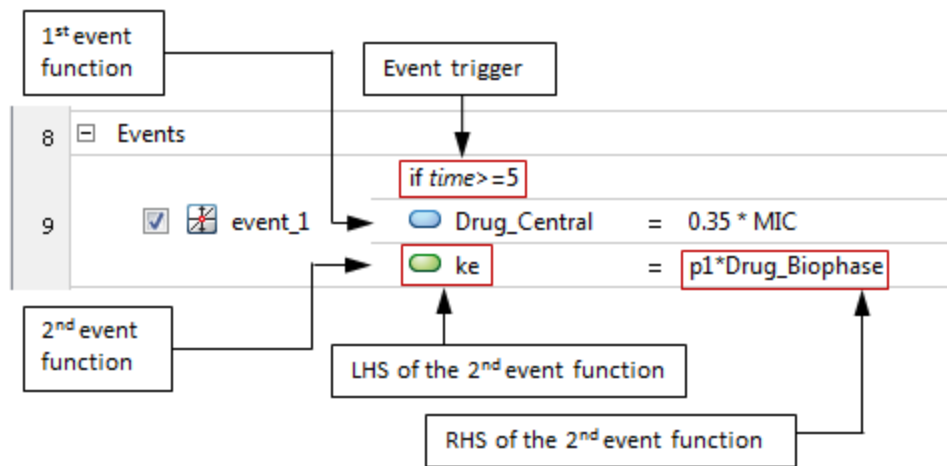 1st event
function
Event trigger
8 Events
if time>=5
9 event_1 Drug_Central = 0.35 * MIC
ke = p1*Drug_Biophase
2nd event
function
LHS of the 2nd event function
RHS of the 2nd event function